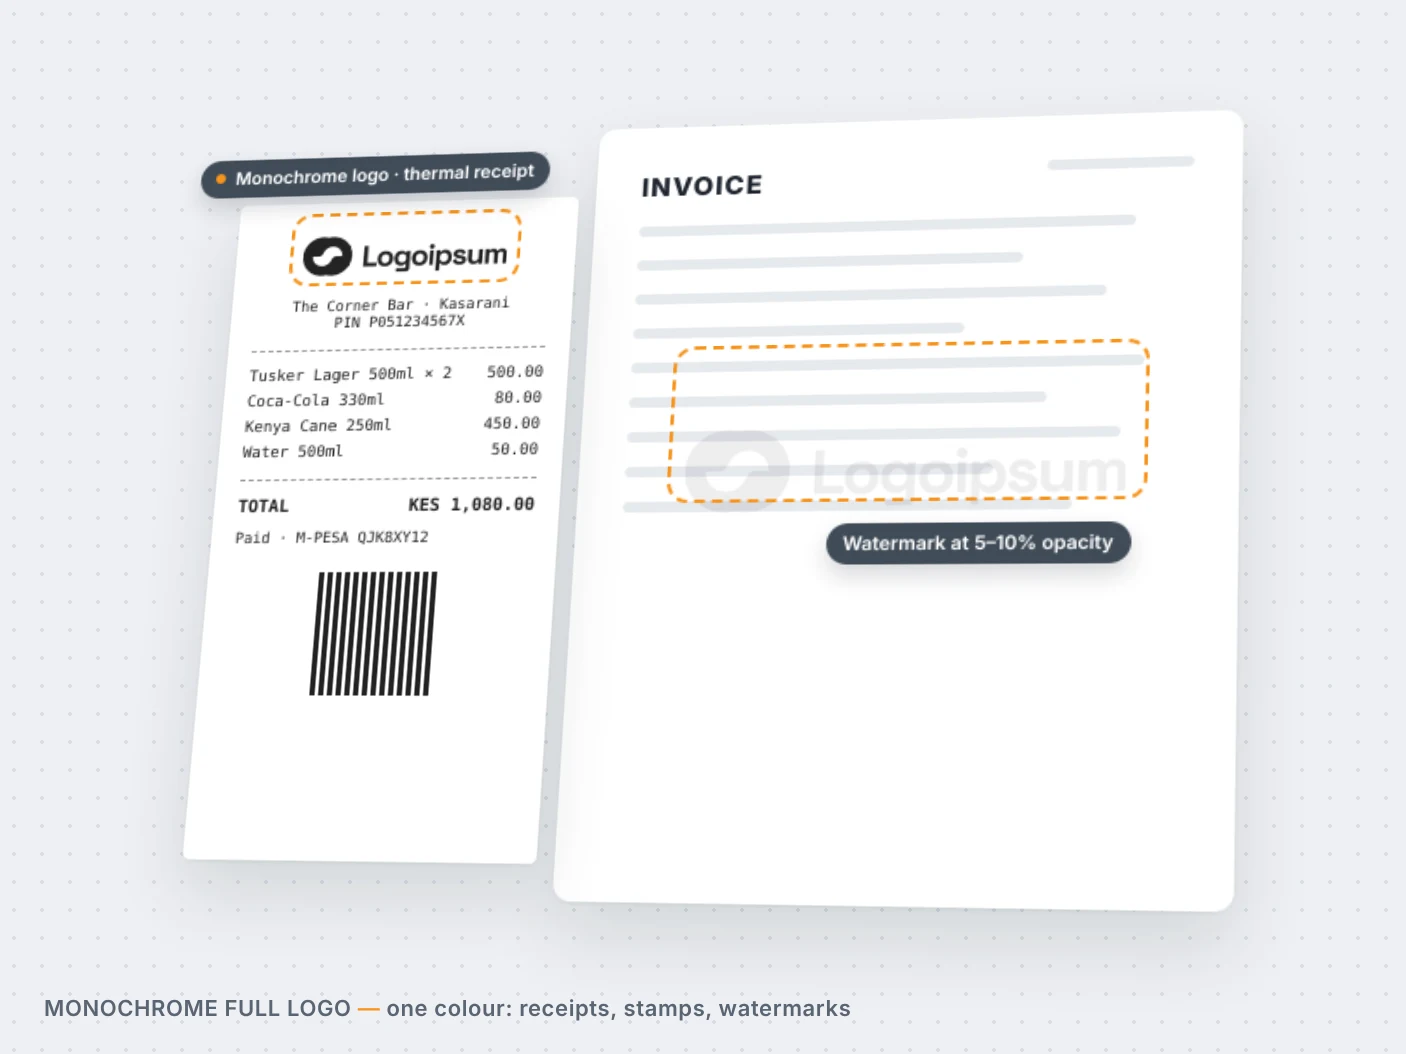 Monochrome logo · thermal receipt
Logoipsum
The Corner Bar · Kasarani
PIN P051234567X
Tusker Lager 500ml × 2 500.00
Coca-Cola 330ml 80.00
Kenya Cane 250ml 450.00
Water 500ml 50.00
TOTAL KES 1,080.00
Paid · M-PESA QJK8XY12
INVOICE
Logoipsum
Watermark at 5–10% opacity
MONOCHROME FULL LOGO — one colour: receipts, stamps, watermarks